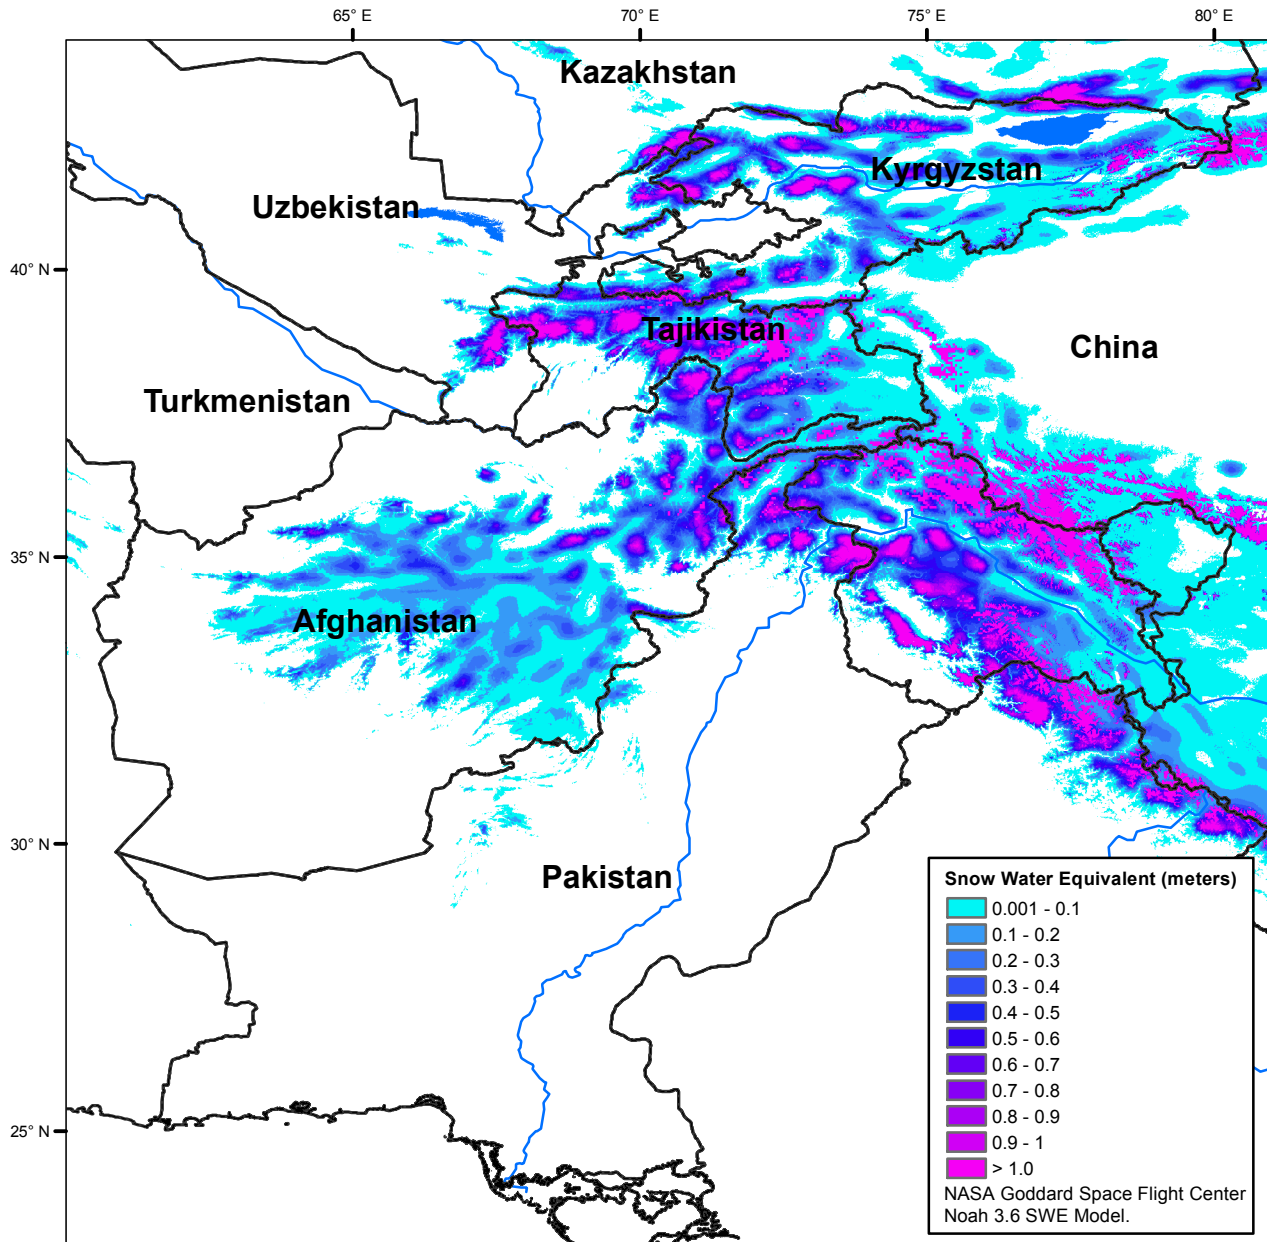 65° E
70° E
75° E
80° E
Kazakhstan
Kyrgyzstan
Uzbekistan
40° N
Tajikistan
China
Turkmenistan
35° N
Afghanistan
30° N
Pakistan
25° N
Snow Water Equivalent (meters)
0.001 - 0.1
0.1 - 0.2
0.2 - 0.3
0.3 - 0.4
0.4 - 0.5
0.5 - 0.6
0.6 - 0.7
0.7 - 0.8
0.8 - 0.9
0.9 - 1
> 1.0
NASA Goddard Space Flight Center
Noah 3.6 SWE Model.